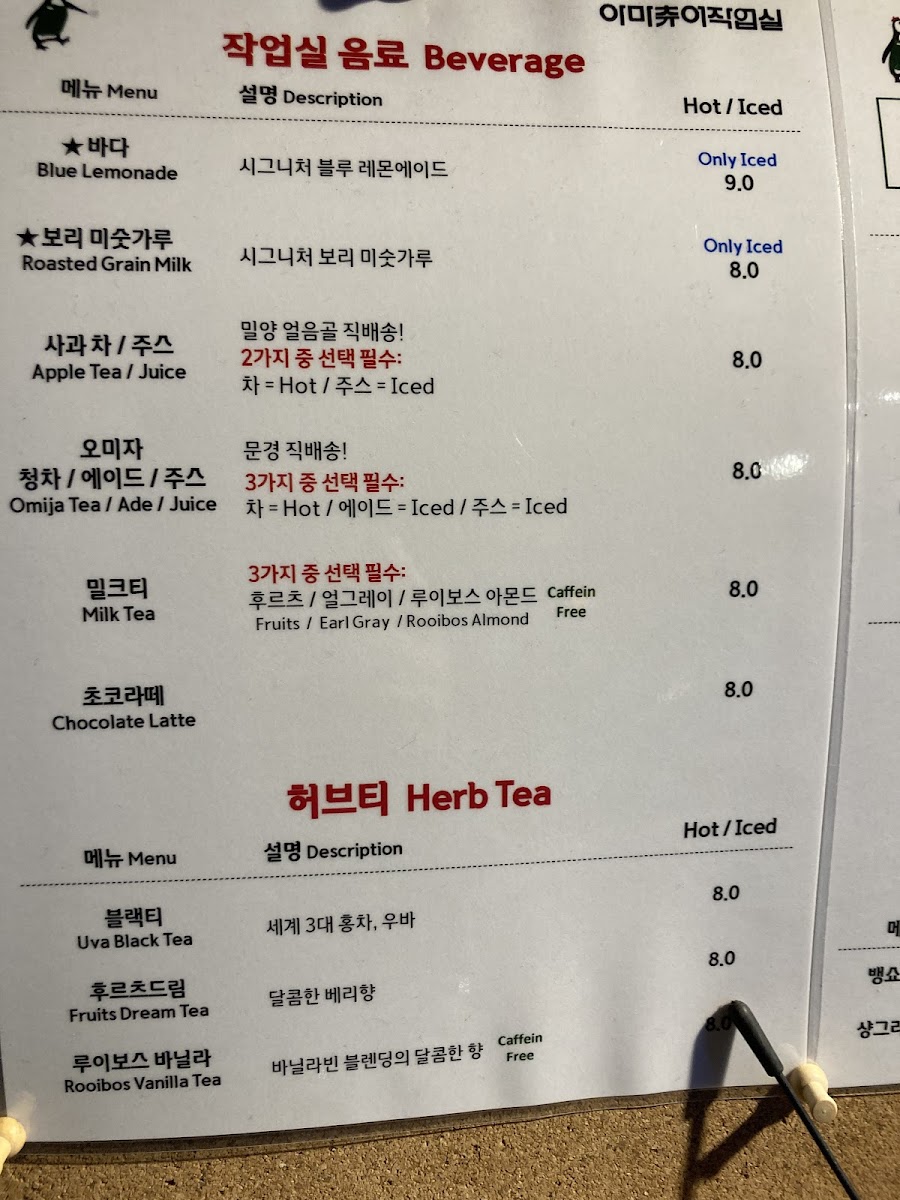 작업실 음료 Beverage
메뉴 Menu 설명 Description Hot / Iced
★ 바다
Blue Lemonade
시그니처 블루 레몬에이드
Only Iced
9.0
★ 보리 미숫가루
Roasted Grain Milk
시그니처 보리 미숫가루
Only Iced
8.0
사과 차 / 주스
Apple Tea / Juice
밀양 얼음골 직배송!
2가지 중 선택 필수:
차 = Hot / 주스 = Iced
8.0
오미자
청차 / 에이드 / 주스
Omija Tea / Ade / Juice
문경 직배송!
3가지 중 선택 필수:
차 = Hot / 에이드 = Iced / 주스 = Iced
8.0
밀크티
Milk Tea
3가지 중 선택 필수:
후르츠 / 얼그레이 / 루이보스 아몬드
Fruits / Earl Gray / Rooibos Almond
Caffein
Free
8.0
초코라떼
Chocolate Latte
8.0
허브티 Herb Tea
메뉴 Menu 설명 Description Hot / Iced
블랙티
Uva Black Tea
세계 3대 홍차, 우바
8.0
후르츠드림
Fruits Dream Tea
달콤한 베리향
8.0
루이보스 바닐라
Rooibos Vanilla Tea
바닐라빈 블렌딩의 달콤한 향
Caffein
Free
8.0